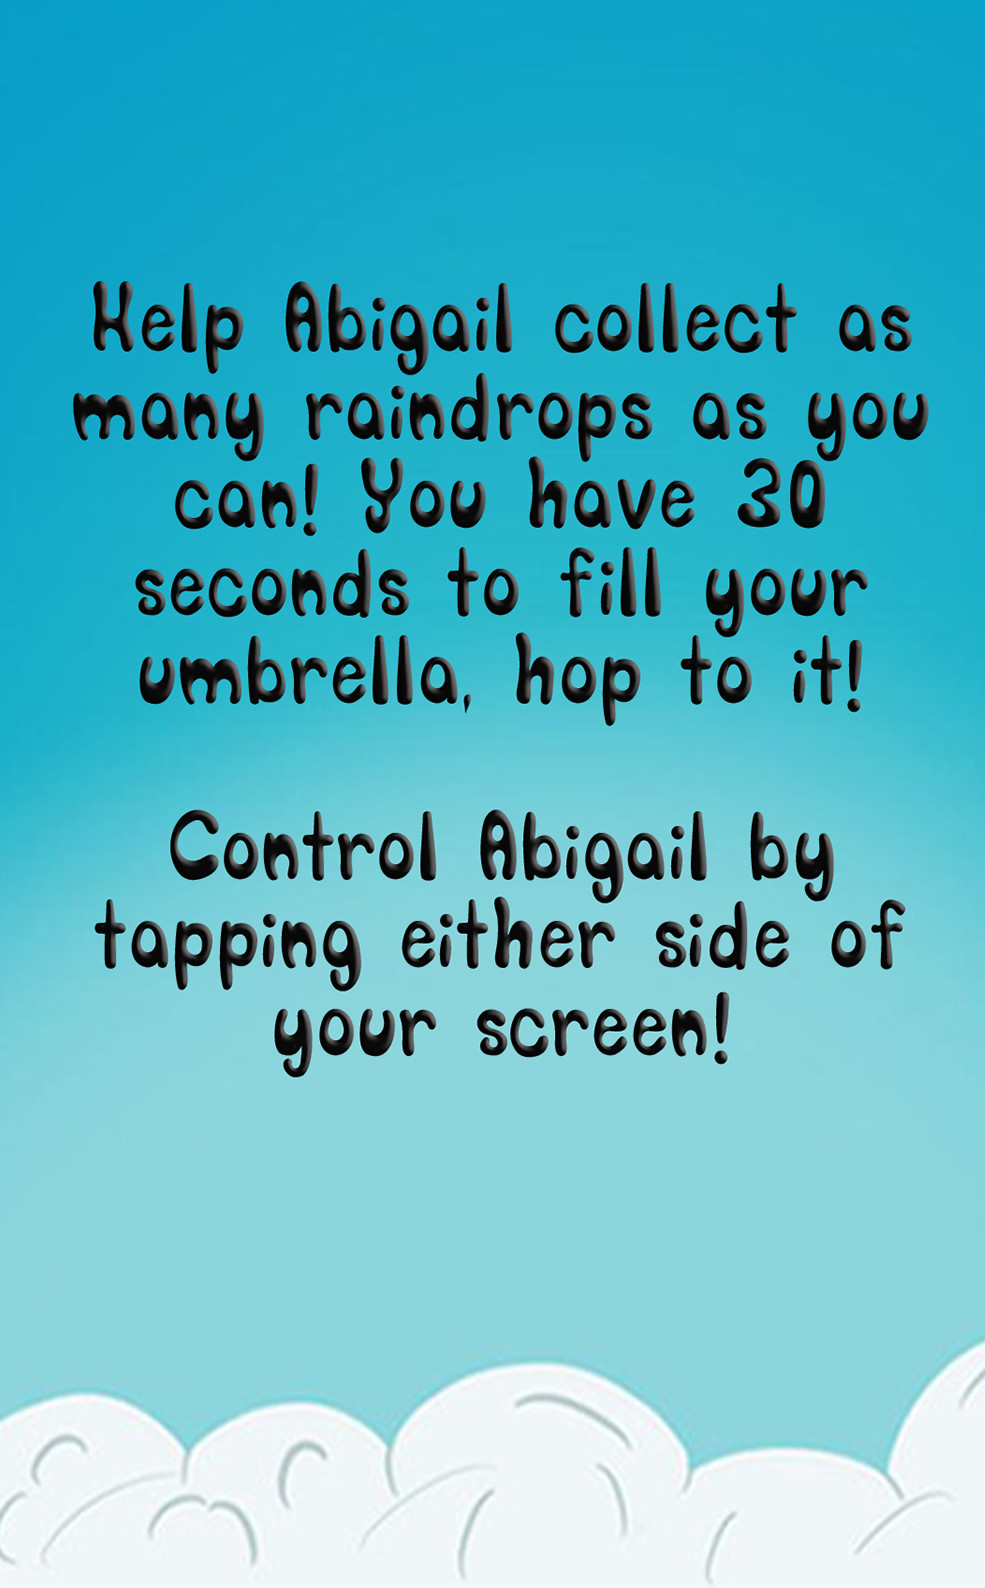 Help Abigail collect as
many raindrops as you
can! You have 30
seconds to fill your
umbrella, hop to it!
Control Abigail by
tapping either side of
your screen!